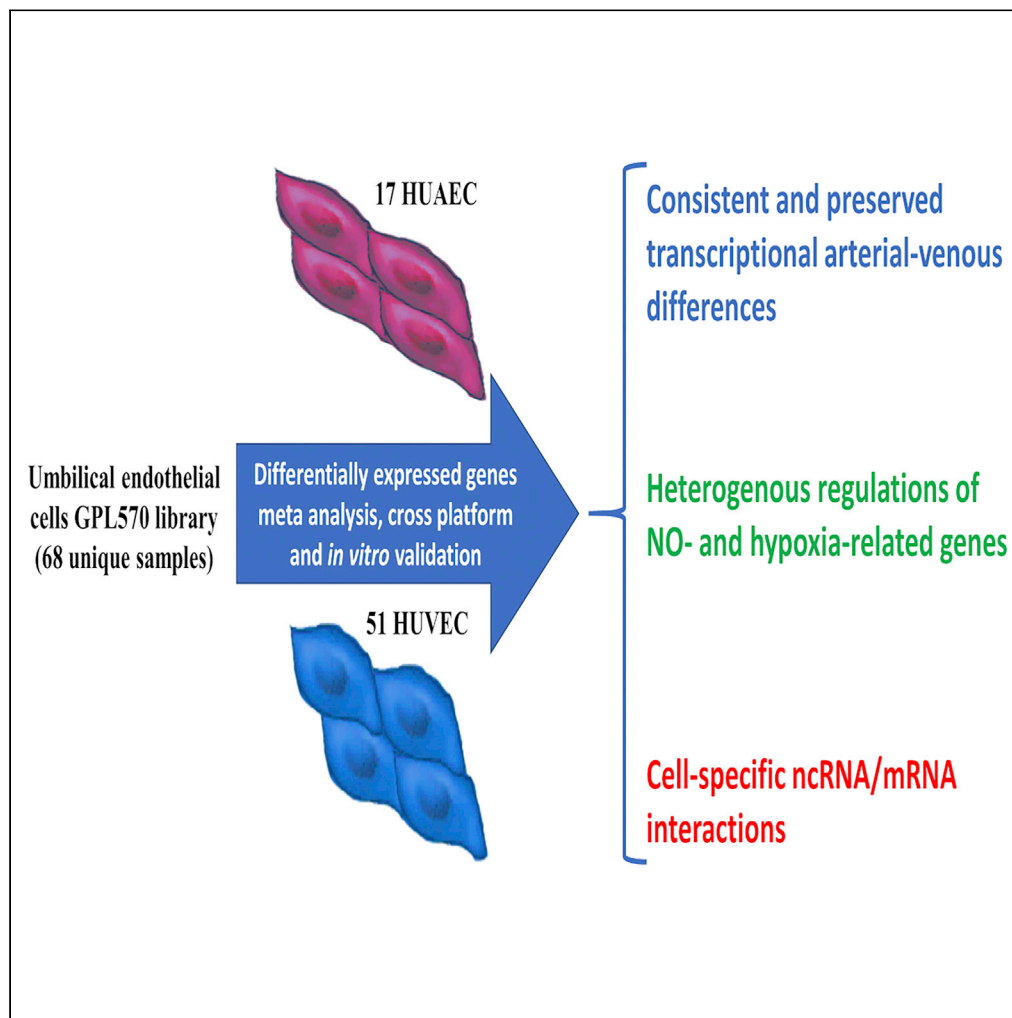 17 HUAEC
Umbilical endothelial
cells GPL570 library
(68 unique samples)
Differentially expressed genes
meta analysis, cross platform
and in vitro validation
51 HUVEC
Consistent and preserved
transcriptional arterial-venous
differences
Heterogenous regulations of
NO- and hypoxia-related genes
Cell-specific ncRNA/mRNA
interactions